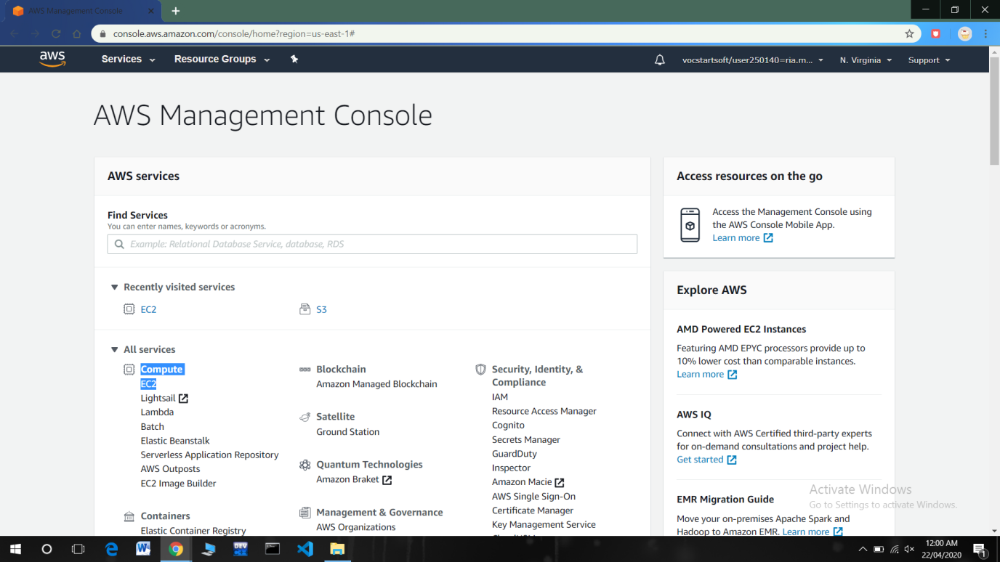 AWS Management Console
console.aws.amazon.com/console/home?region=us-east-1#
aws
Services
Resource Groups
vocstartsoft/user250140=ria.m...
N. Virginia
Support
AWS Management Console
AWS services
Find Services
You can enter names, keywords or acronyms.
Example: Relational Database Service, database, RDS
Recently visited services
EC2
S3
All services
Compute
EC2
Lightsail
Lambda
Batch
Elastic Beanstalk
Serverless Application Repository
AWS Outposts
EC2 Image Builder
Containers
Elastic Container Registry
Blockchain
Amazon Managed Blockchain
Satellite
Ground Station
Quantum Technologies
Amazon Braket
Management & Governance
AWS Organizations
Security, Identity, &
Compliance
IAM
Resource Access Manager
Cognito
Secrets Manager
GuardDuty
Inspector
Amazon Macie
AWS Single Sign-On
Certificate Manager
Key Management Service
Access resources on the go
Access the Management Console using
the AWS Console Mobile App.
Learn more
Explore AWS
AMD Powered EC2 Instances
Featuring AMD EPYC processors provide up to
10% lower cost than comparable instances.
Learn more
AWS IQ
Connect with AWS Certified third-party experts
for on-demand consultations and project help.
Get started
EMR Migration Guide
Move your on-premises Apache Spark and
Hadoop to Amazon EMR. Learn more
Activate Windows
Go to Settings to activate Windows.
DEV
12:00 AM
22/04/2020
1